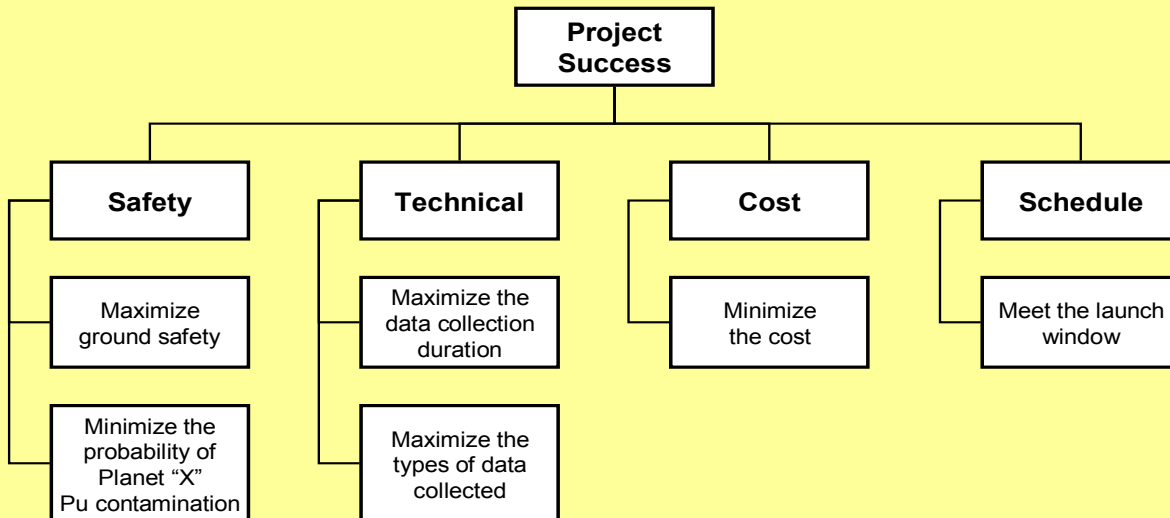 Project
Success
Safety
Technical
Cost
Schedule
Maximize
ground safety
Maximize the
data collection
duration
Minimize
the cost
Meet the launch
window
Minimize the
probability of
Planet “X”
Pu contamination
Maximize the
types of data
collected